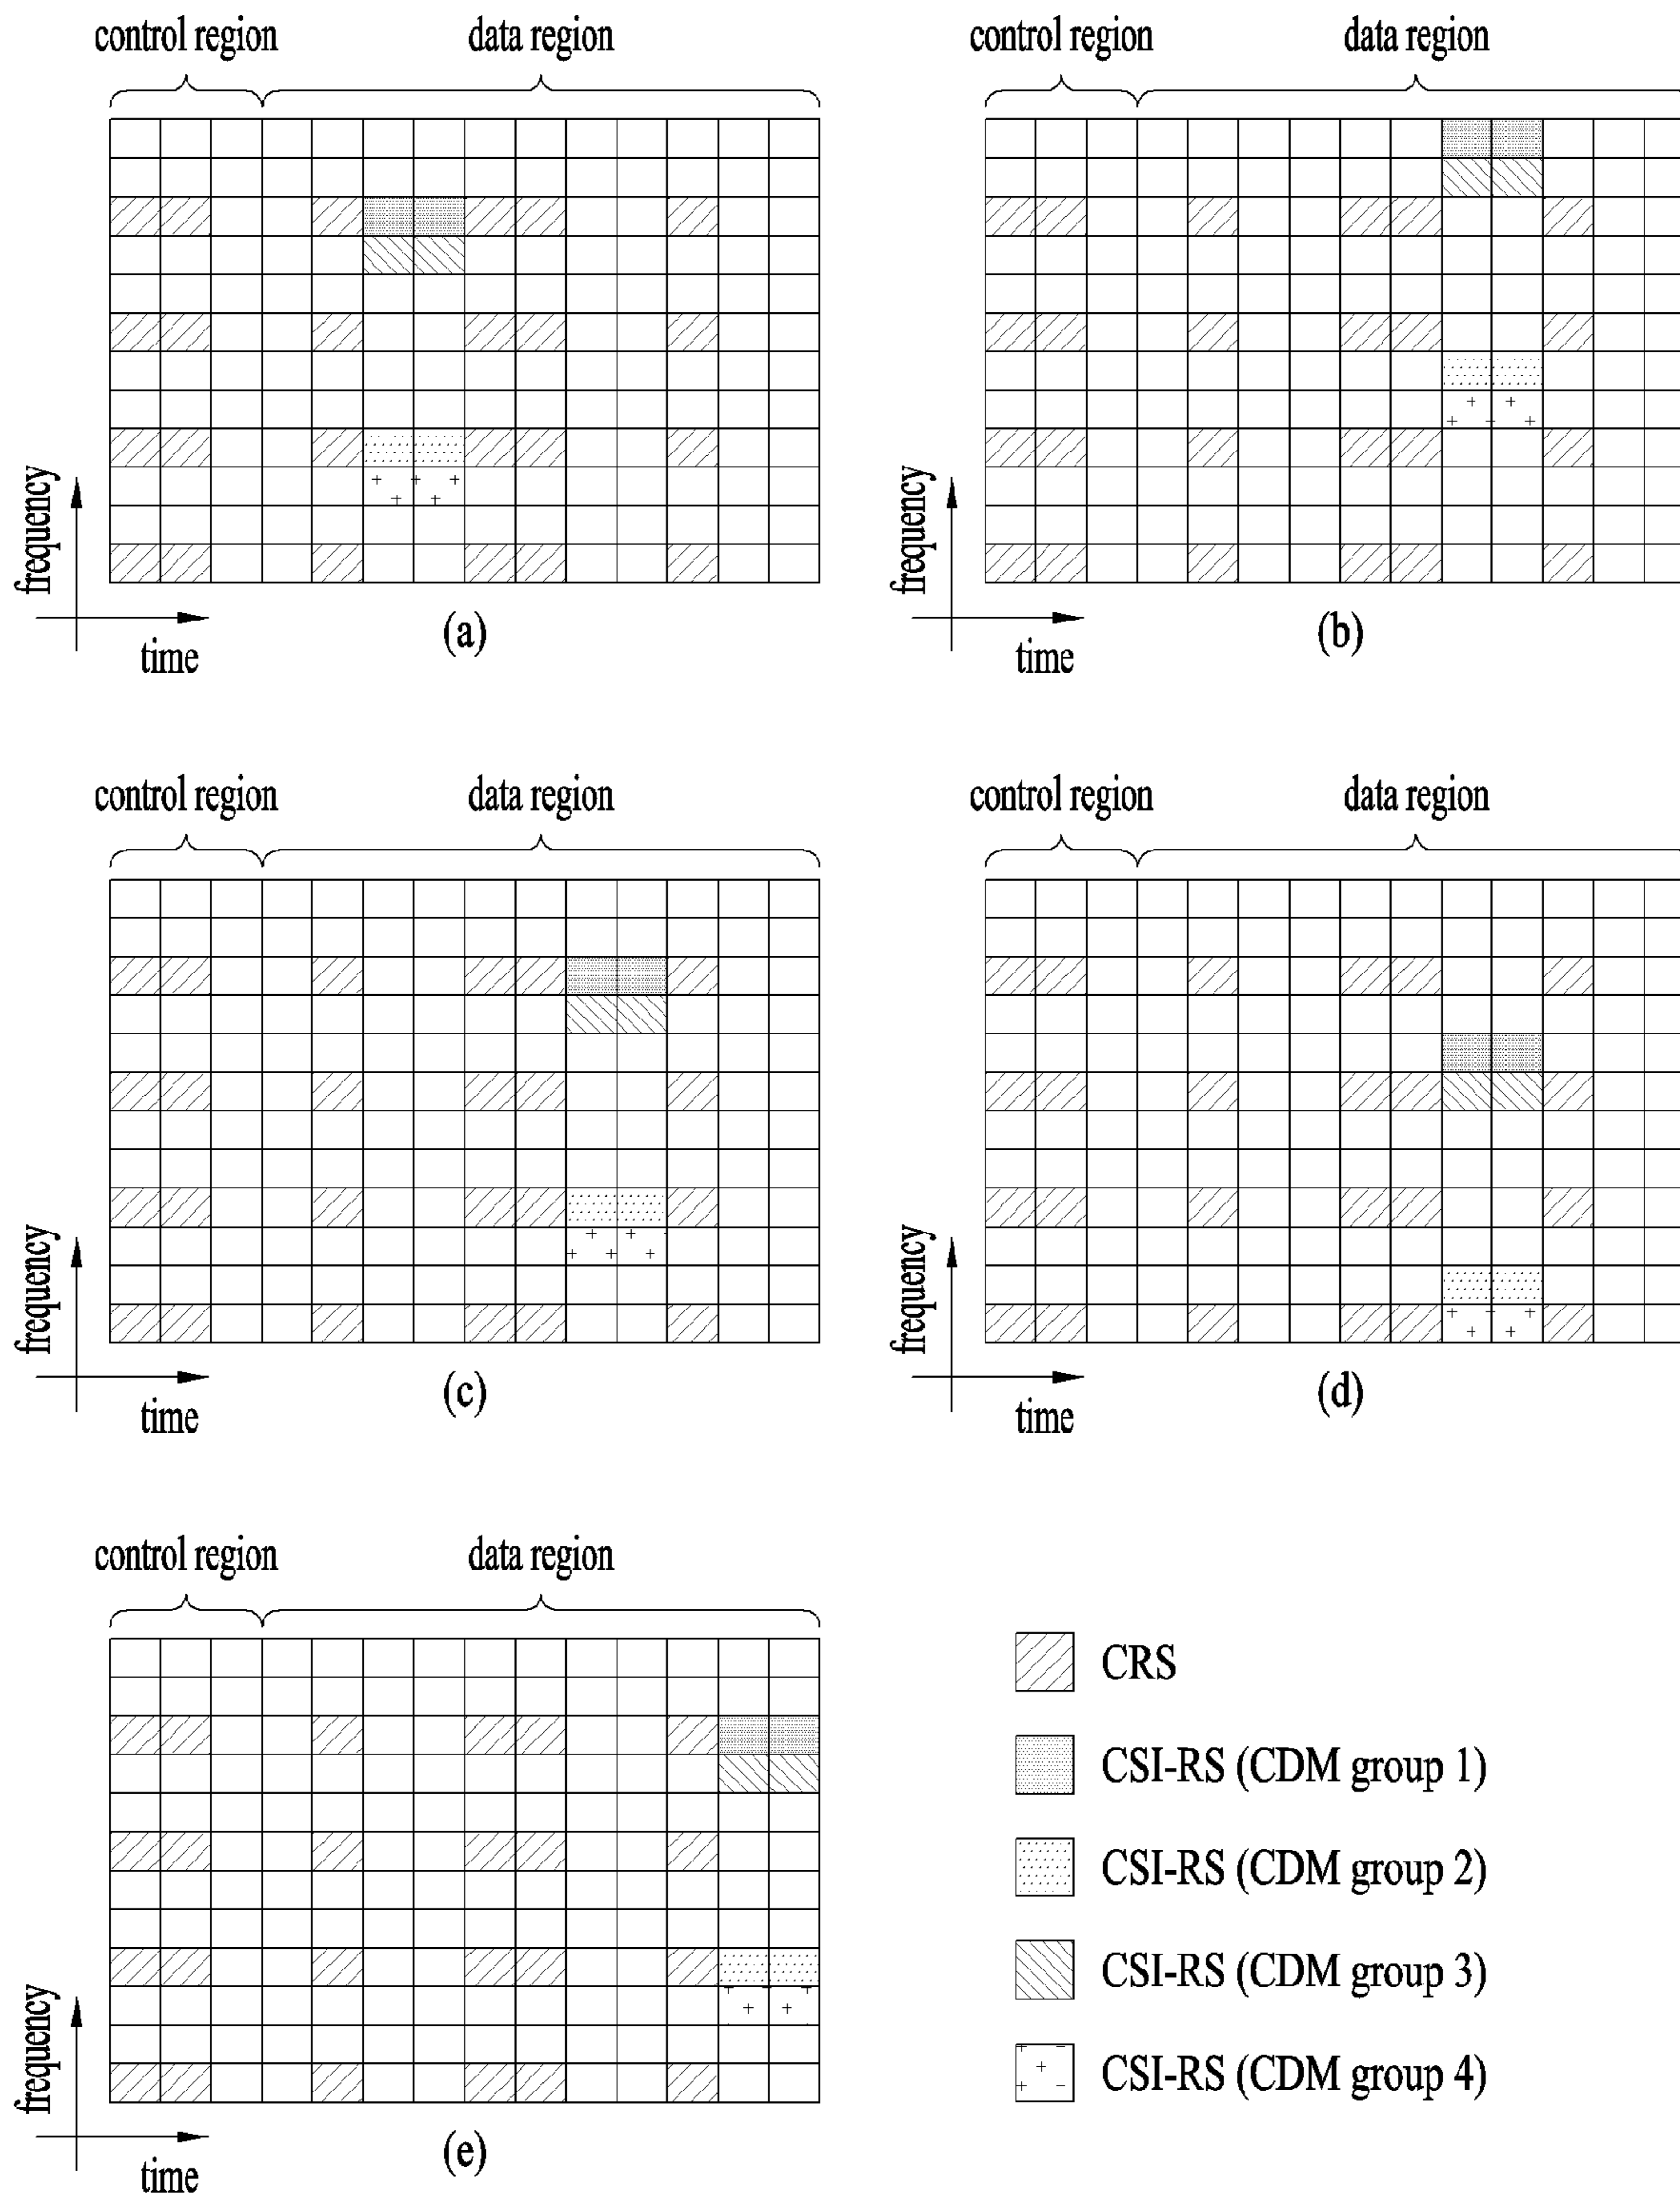 control region data region
control region data region
frequency
time
(a)
frequency
time
(b)
control region data region
control region data region
frequency
time
(c)
frequency
time
(d)
control region data region
frequency
time
(e)
CRS
CSI-RS (CDM group 1)
CSI-RS (CDM group 2)
CSI-RS (CDM group 3)
CSI-RS (CDM group 4)